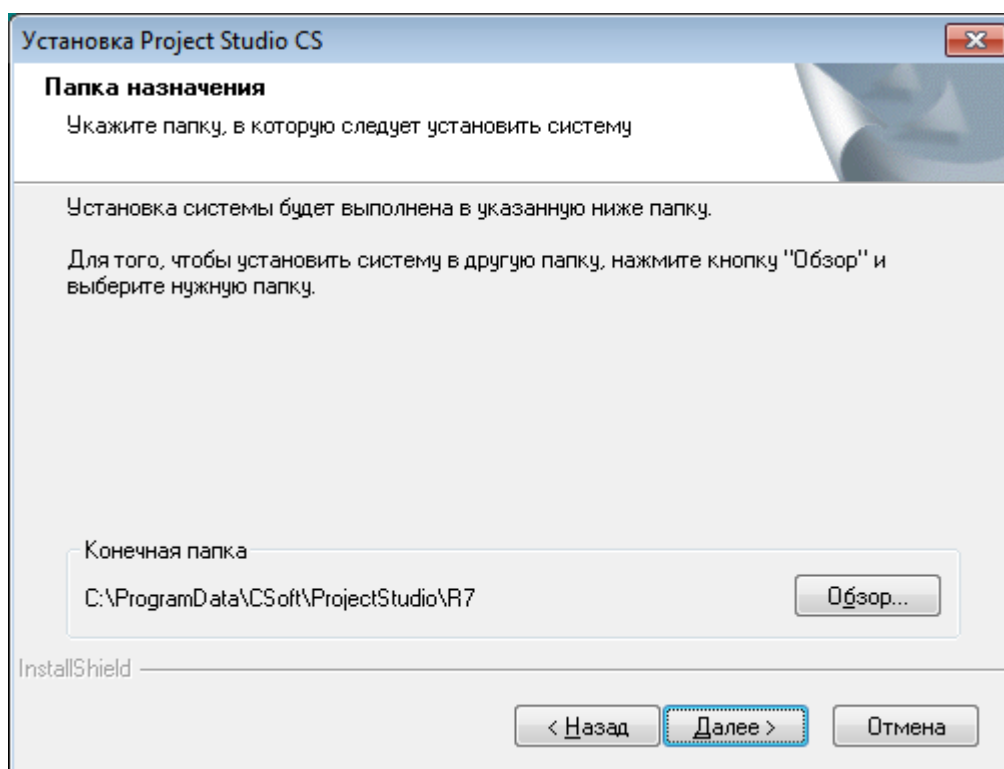 Установка Project Studio CS
Папка назначения
Укажите папку, в которую следует установить систему
Установка системы будет выполнена в указанную ниже папку.
Для того, чтобы установить систему в другую папку, нажмите кнопку "Обзор" и
выберите нужную папку.
Конечная папка
C:\ProgramData\CSoft\ProjectStudio\R7
Обзор...
InstallShield
< Назад
Далее >
Отмена